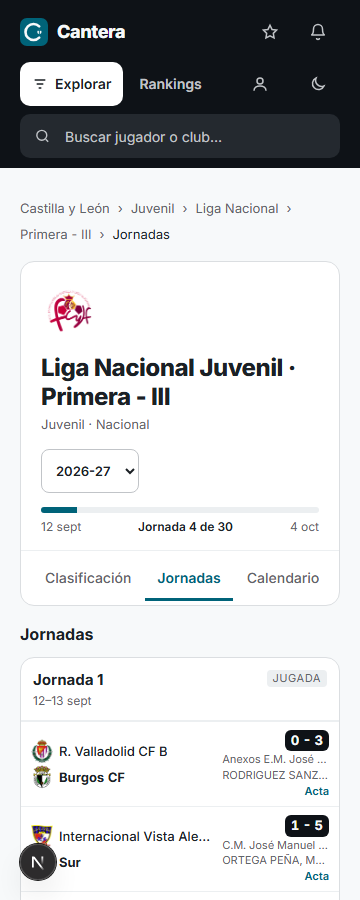 Cantera
Explorar
Rankings
Buscar jugador o club...
Castilla y León › Juvenil › Liga Nacional ›
Primera - III › Jornadas
Liga Nacional Juvenil ·
Primera - III
Juvenil · Nacional
2026-27
12 sept Jornada 4 de 30 4 oct
Clasificación Jornadas Calendario
Jornadas
Jornada 1 JUGADA
12–13 sept
0 - 3
R. Valladolid CF B
Anexos E.M. José ...
Burgos CF
RODRIGUEZ SANZ...
Acta
1 - 5
Internacional Vista Ale...
C.M. José Manuel ...
Sur
ORTEGA PEÑA, M...
Acta
N